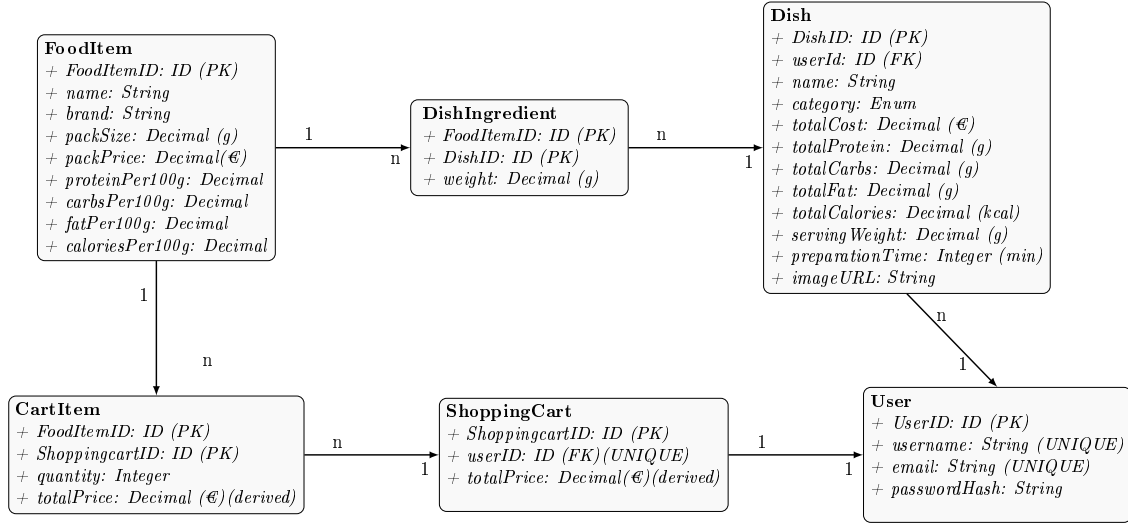 FoodItem
+ FoodItemID: ID (PK)
+ name: String
+ brand: String
+ packSize: Decimal (g)
+ packPrice: Decimal(€)
+ proteinPer100g: Decimal
+ carbsPer100g: Decimal
+ fatPer100g: Decimal
+ caloriesPer100g: Decimal
1
n
DishIngredient
+ FoodItemID: ID (PK)
+ DishID: ID (PK)
+ weight: Decimal (g)
n
1
Dish
+ DishID: ID (PK)
+ userId: ID (FK)
+ name: String
+ category: Enum
+ totalCost: Decimal (€)
+ totalProtein: Decimal (g)
+ totalCarbs: Decimal (g)
+ totalFat: Decimal (g)
+ totalCalories: Decimal (kcal)
+ servingWeight: Decimal (g)
+ preparationTime: Integer (min)
+ imageURL: String
1
n
n
1
CartItem
+ FoodItemID: ID (PK)
+ ShoppingcartID: ID (PK)
+ quantity: Integer
+ totalPrice: Decimal (€)(derived)
n
1
ShoppingCart
+ ShoppingcartID: ID (PK)
+ userID: ID (FK)(UNIQUE)
+ totalPrice: Decimal(€)(derived)
1
1
User
+ UserID: ID (PK)
+ username: String (UNIQUE)
+ email: String (UNIQUE)
+ passwordHash: String